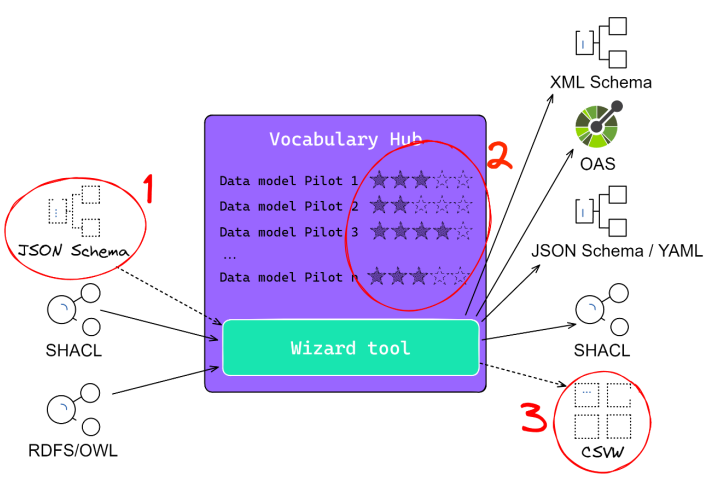 XML Schema
Vocabulary Hub
2
OAS
1
Data model Pilot 1
Data model Pilot 2
Data model Pilot 3
...
Data model Pilot n
JSON Schema
JSON Schema / YAML
SHACL
Wizard tool
SHACL
3
CSVW
RDFS/OWL